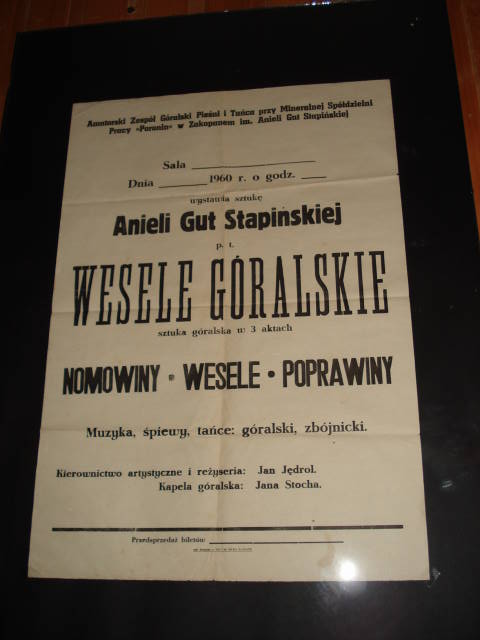 Amatorski Zespół Góralski Pieśni i Tańca przy Mineralnej Spółdzielni
Pracy «Poronin» w Zakopanem im. Anieli Gut Stapińskiej
Sala
Dnia 1960 r. o godz.
wystawia sztukę
Anieli Gut Stapińskiej
p. t.
WESELE GÓRALSKIE
sztuka góralska w 3 aktach
NOMOWINY • WESELE • POPRAWINY
Muzyka, śpiewy, tańce: góralski, zbójnicki.
Kierownictwo artystyczne i reżyseria: Jan Jędrol.
Kapela góralska: Jana Stocha.
Przedsprzedaż biletów